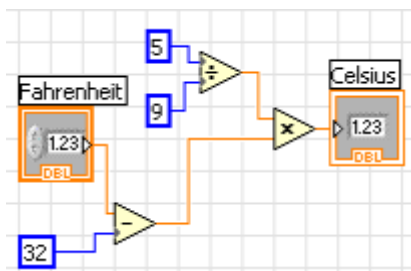 5
÷
Celsius
Fahrenheit
9
1.23
×
1.23
DBL
DBL
−
32